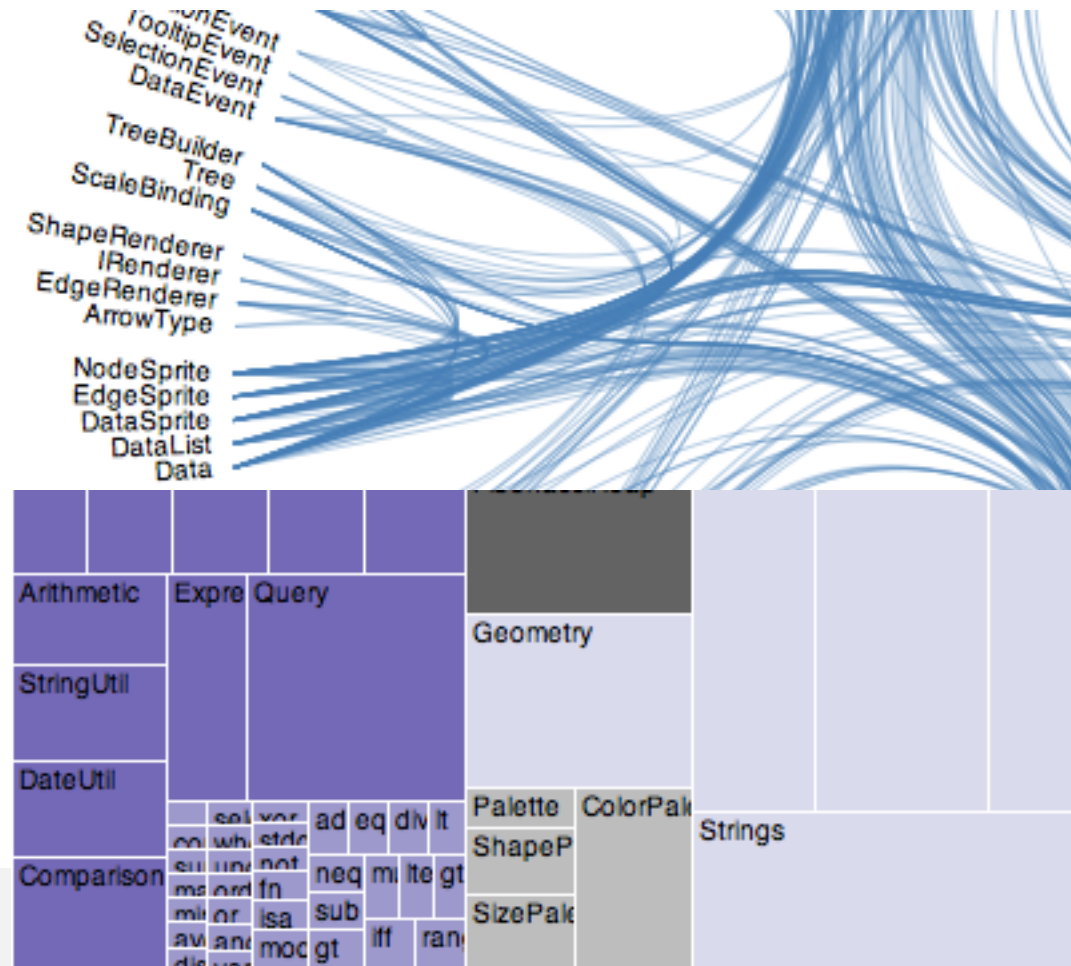 TooltipEvent
SelectionEvent
DataEvent
TreeBuilder
Tree
ScaleBinding
ShapeRenderer
IRenderer
EdgeRenderer
ArrowType
NodeSprite
EdgeSprite
DataSprite
DataList
Data
Arithmetic
Expre
Query
Geometry
StringUtil
DateUtil
Palette
ColorPale
ad
eq
div
lt
Strings
ShapeP
Comparison
not
neq
lte
gt
fn
or
isa
sub
SizePale
iff
gt